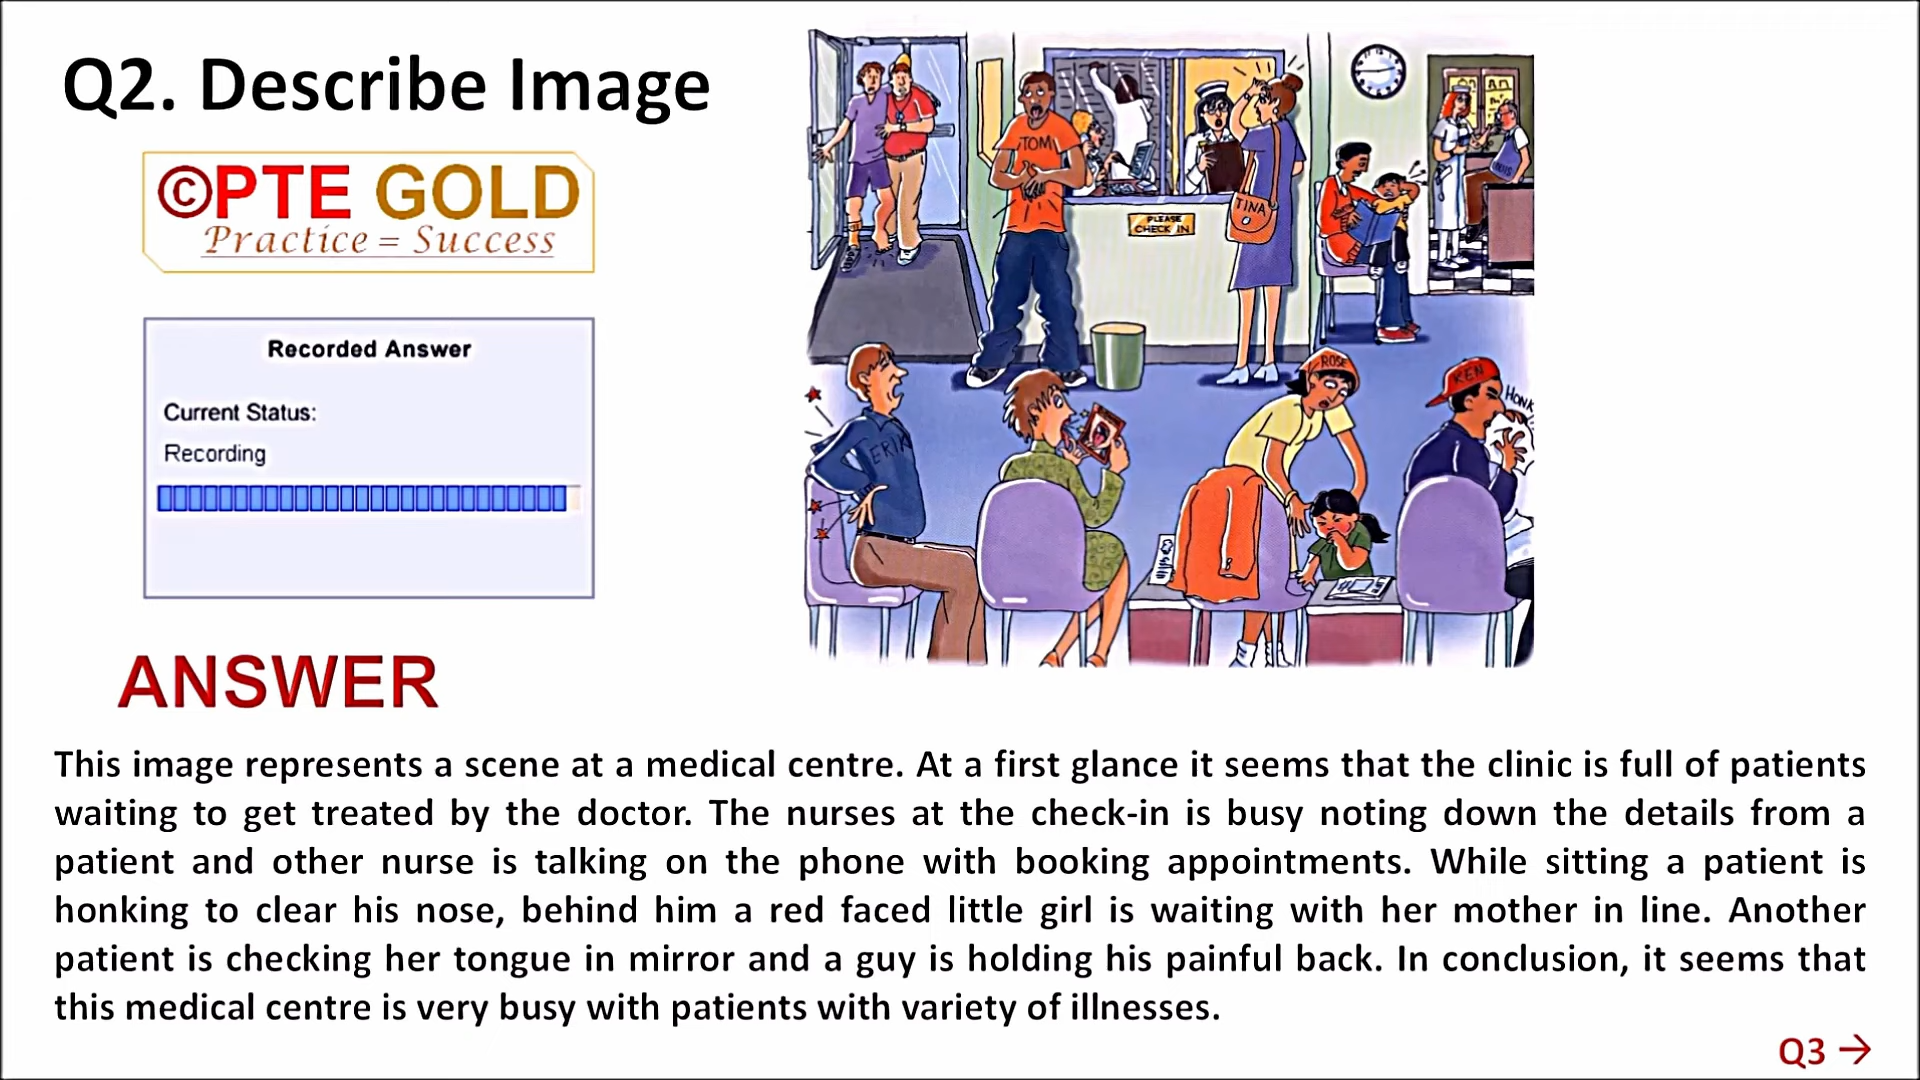 Q2. Describe Image
©PTE GOLD
Practice = Success
Recorded Answer
Current Status:
Recording
TOM
PLEASE
CHECK IN
TINA
ROSE
KEN
HONK
ERIK
ANSWER
This image represents a scene at a medical centre. At a first glance it seems that the clinic is full of patients
waiting to get treated by the doctor. The nurses at the check-in is busy noting down the details from a
patient and other nurse is talking on the phone with booking appointments. While sitting a patient is
honking to clear his nose, behind him a red faced little girl is waiting with her mother in line. Another
patient is checking her tongue in mirror and a guy is holding his painful back. In conclusion, it seems that
this medical centre is very busy with patients with variety of illnesses.
Q3 →